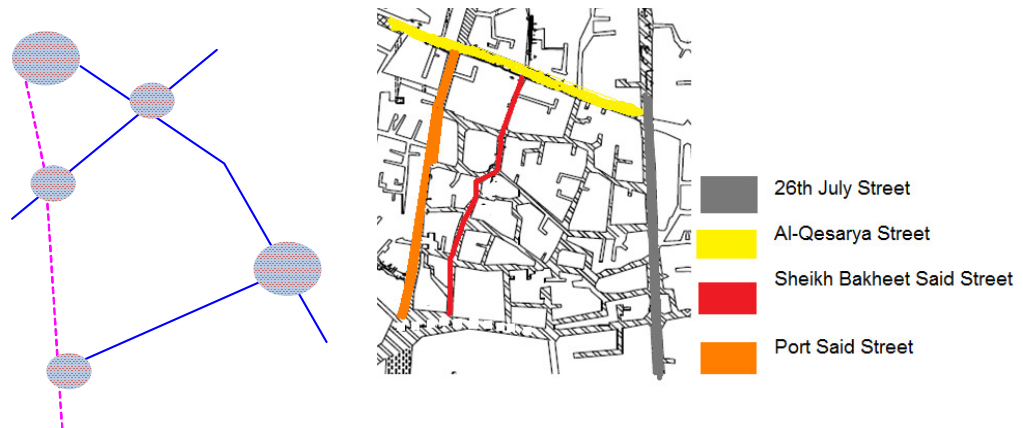 26th July Street
Al-Qesarya Street
Sheikh Bakheet Said Street
Port Said Street